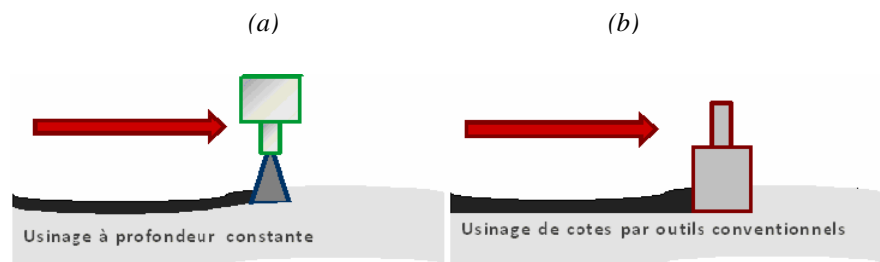 (a)
(b)
Usinage à profondeur constante
Usinage de cotes par outils conventionnels